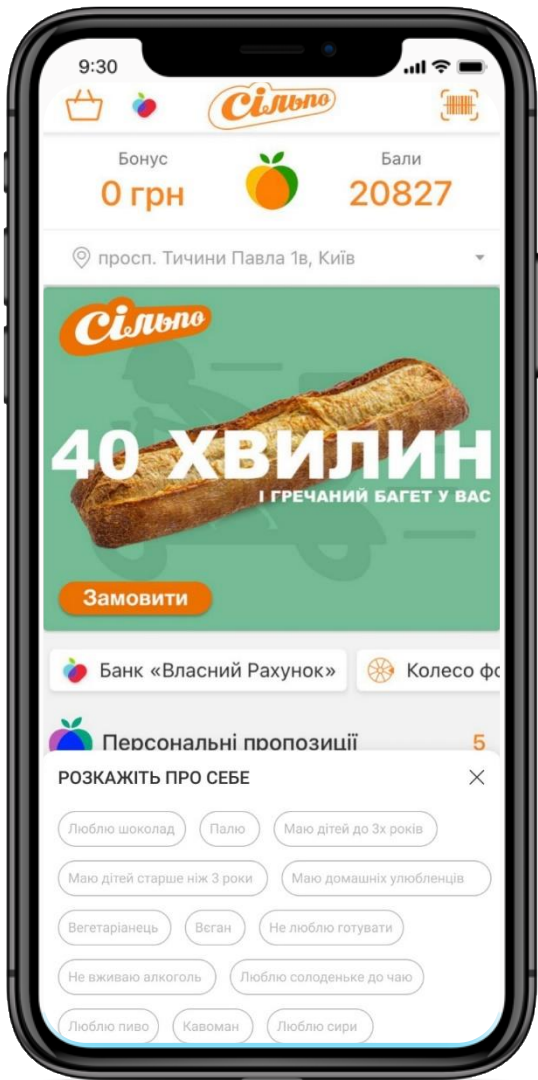 9:30
Сільпо
Бонус
0 грн
Бали
20827
просп. Тичини Павла 1в, Київ
Сільпо
40 ХВИЛИН
І ГРЕЧАНИЙ БАГЕТ У ВАС
Замовити
Банк «Власний Рахунок»
Колесо фо
Персональні пропозиції 5
РОЗКАЖІТЬ ПРО СЕБЕ
Люблю шоколад Палю Маю дітей до 3х років
Маю дітей старше ніж 3 роки Маю домашніх улюбленців
Вегетаріанець Вєган Не люблю готувати
Не вживаю алкоголь Люблю солоденьке до чаю
Люблю пиво Кавоман Люблю сири